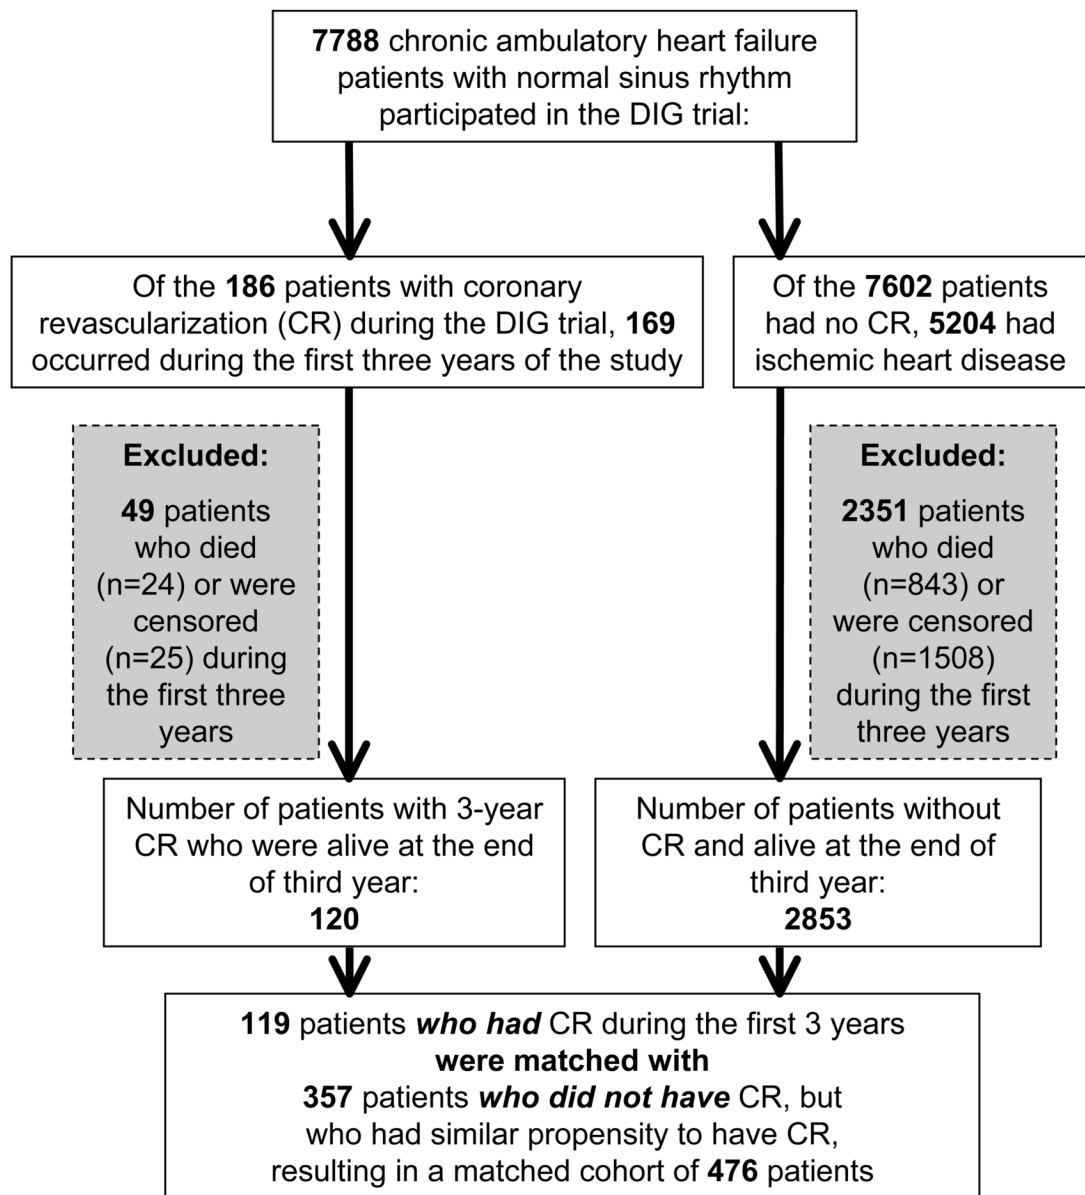 7788 chronic ambulatory heart failure
patients with normal sinus rhythm
participated in the DIG trial:
Of the 186 patients with coronary
revascularization (CR) during the DIG trial, 169
occurred during the first three years of the study
Of the 7602 patients
had no CR, 5204 had
ischemic heart disease
Excluded:
49 patients
who died
(n=24) or were
censored
(n=25) during
the first three
years
Excluded:
2351 patients
who died
(n=843) or
were censored
(n=1508)
during the first
three years
Number of patients with 3-year
CR who were alive at the end
of third year:
120
Number of patients without
CR and alive at the end of
third year:
2853
119 patients who had CR during the first 3 years
were matched with
357 patients who did not have CR, but
who had similar propensity to have CR,
resulting in a matched cohort of 476 patients